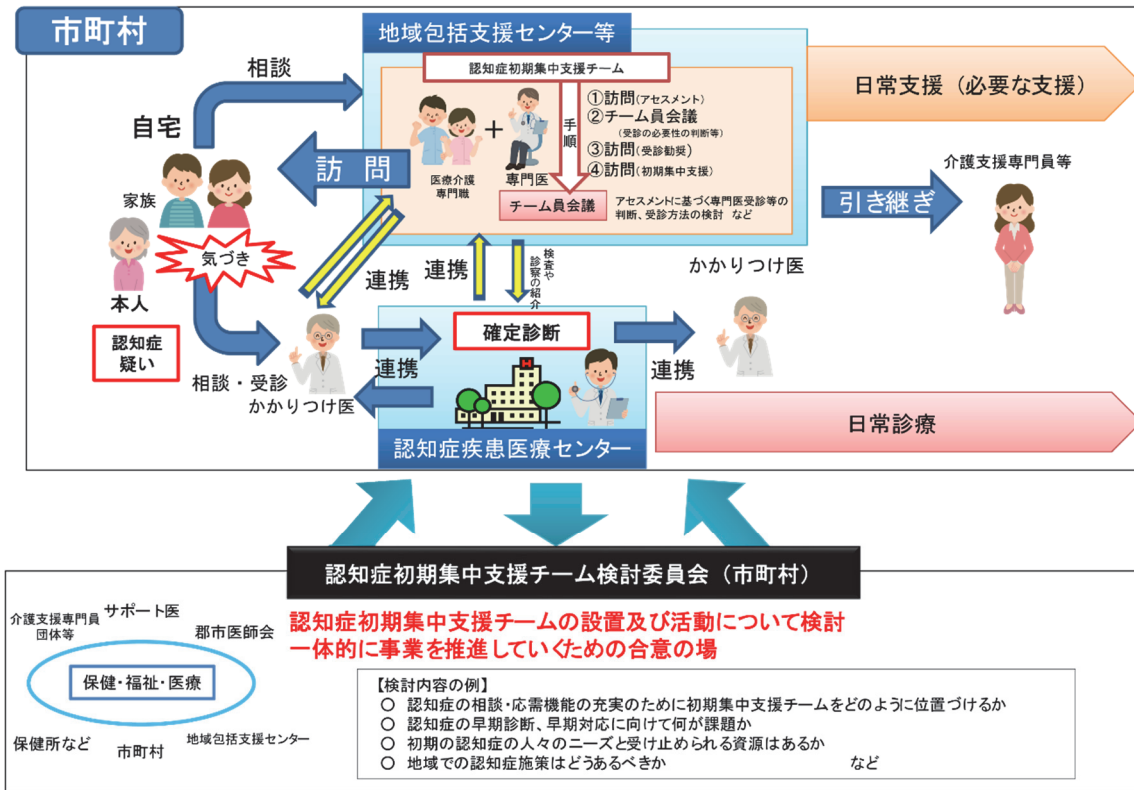 市町村
地域包括支援センター等
認知症初期集中支援チーム
相談
自宅
家族
本人
気づき
認知症
疑い
訪問
医療介護
専門職
＋
専門医
手順
①訪問(アセスメント)
②チーム員会議
(受診の必要性の判断等)
③訪問(受診勧奨)
④訪問(初期集中支援)
チーム員会議
アセスメントに基づく専門医受診等の
判断、受診方法の検討　など
日常支援（必要な支援）
引き継ぎ
介護支援専門員等
連携
連携
検査や
診察の紹介
かかりつけ医
相談・受診
かかりつけ医
連携
確定診断
H
連携
認知症疾患医療センター
日常診療
認知症初期集中支援チーム検討委員会（市町村）
認知症初期集中支援チームの設置及び活動について検討
一体的に事業を推進していくための合意の場
介護支援専門員
団体等
サポート医
郡市医師会
保健・福祉・医療
保健所など
市町村
地域包括支援センター
【検討内容の例】
○ 認知症の相談・応需機能の充実のために初期集中支援チームをどのように位置づけるか
○ 認知症の早期診断、早期対応に向けて何が課題か
○ 初期の認知症の人々のニーズと受け止められる資源はあるか
○ 地域での認知症施策はどうあるべきか　など